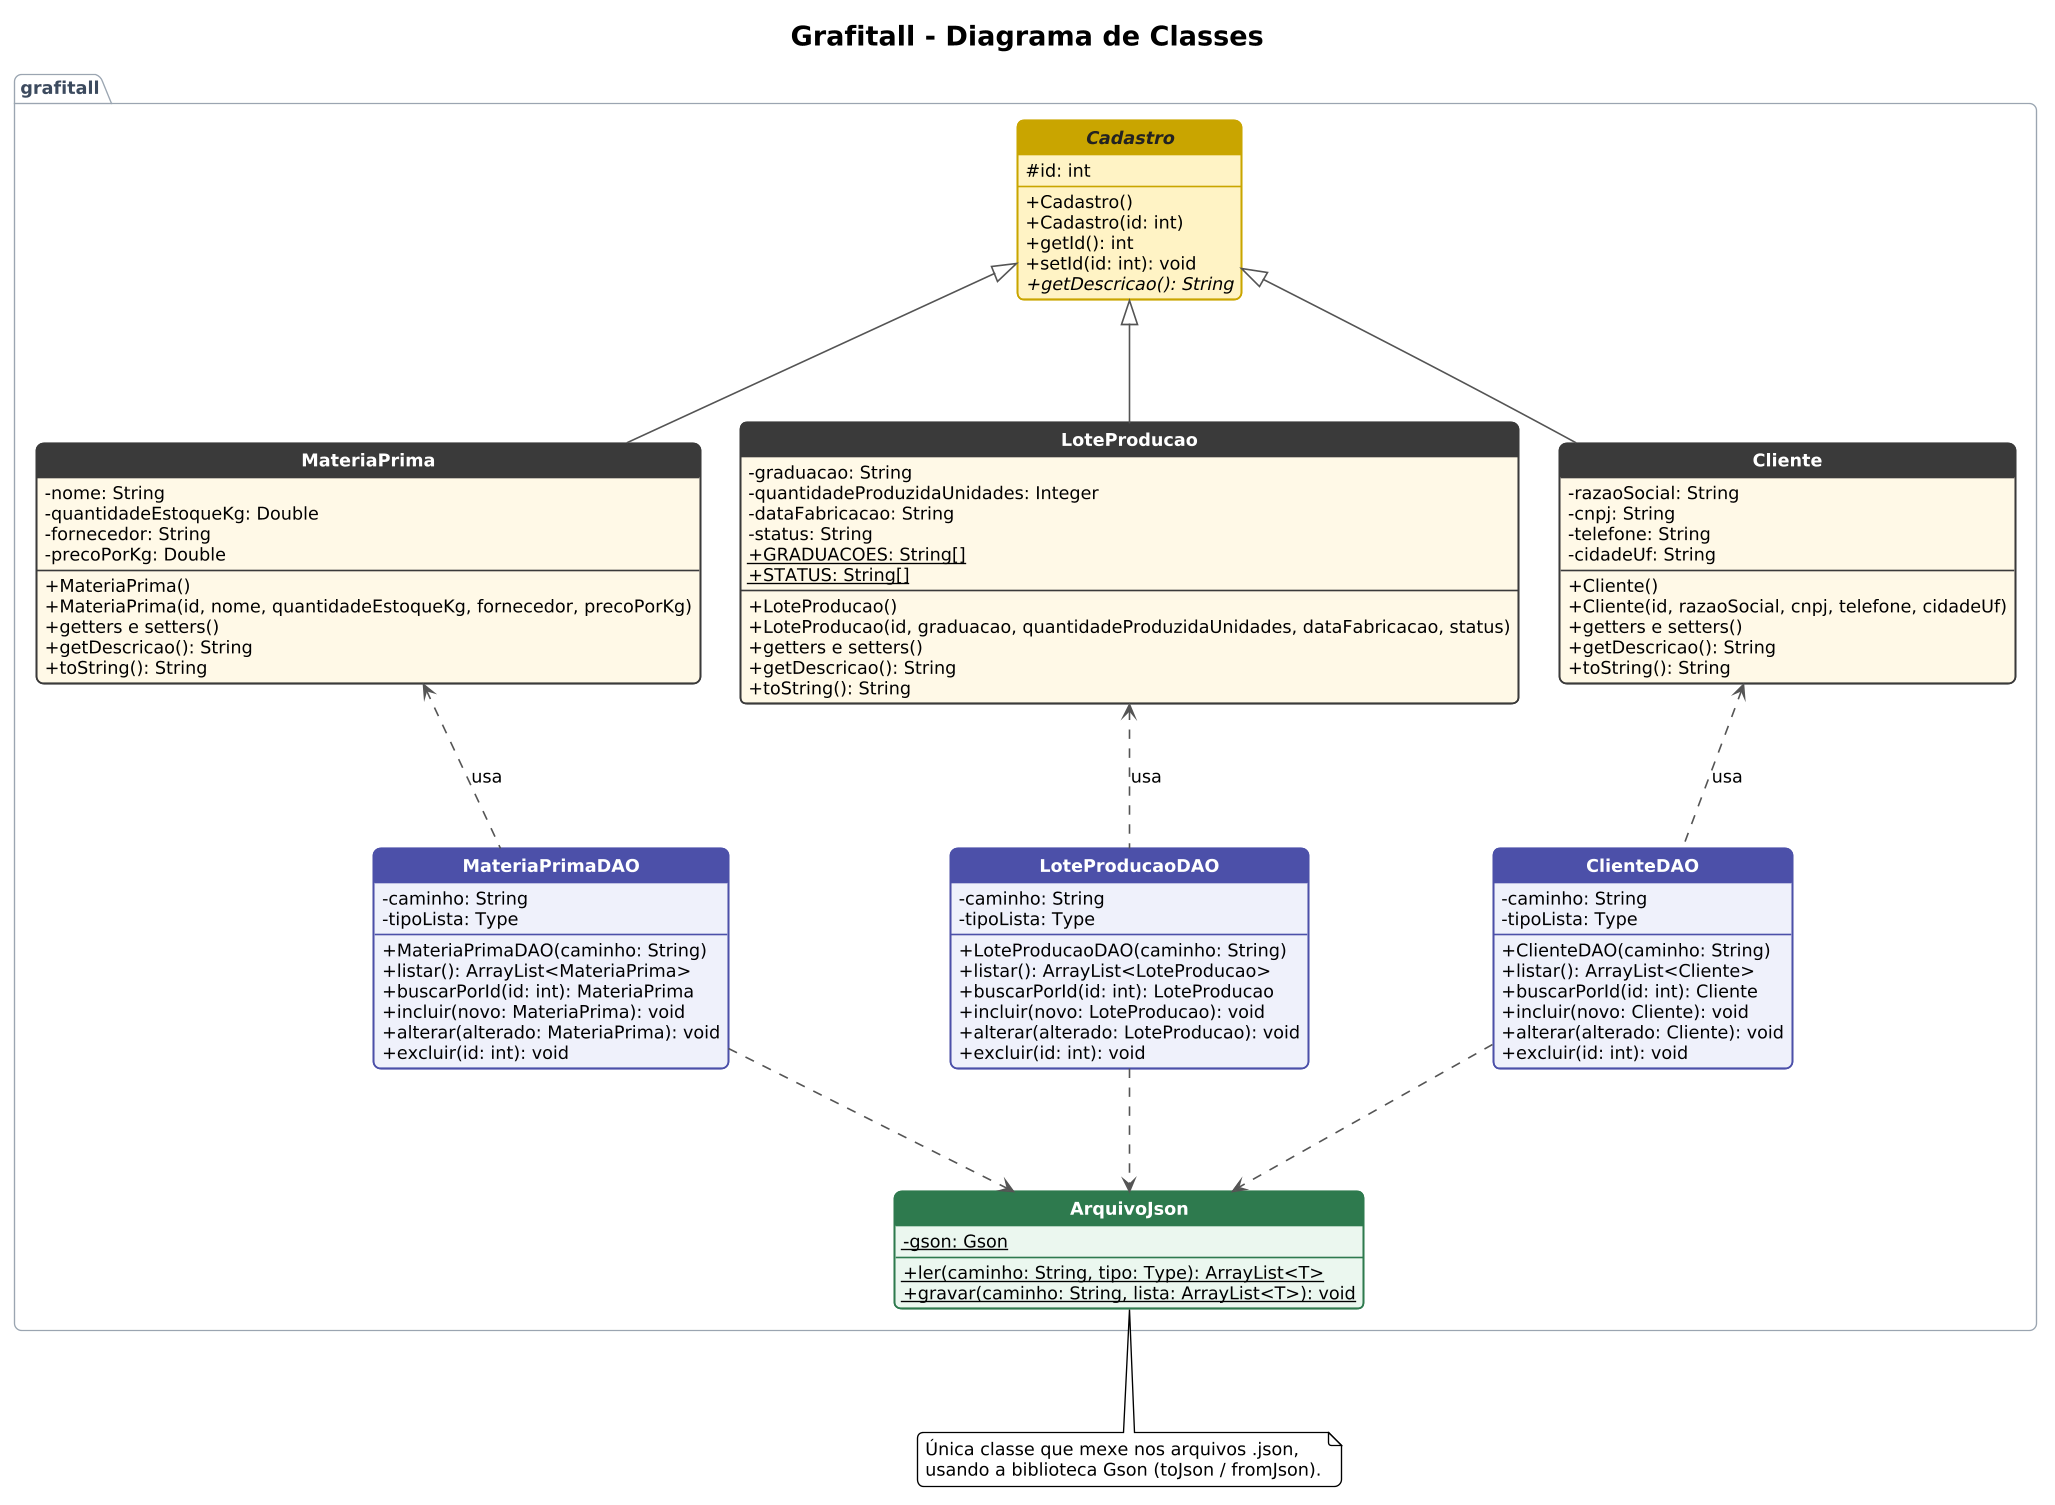 Grafitall - Diagrama de Classes
grafitall
Cadastro
#id: int
+Cadastro()
+Cadastro(id: int)
+getId(): int
+setId(id: int): void
+getDescricao(): String
MateriaPrima
-nome: String
-quantidadeEstoqueKg: Double
-fornecedor: String
-precoPorKg: Double
+MateriaPrima()
+MateriaPrima(id, nome, quantidadeEstoqueKg, fornecedor, precoPorKg)
+getters e setters()
+getDescricao(): String
+toString(): String
LoteProducao
-graduacao: String
-quantidadeProduzidaUnidades: Integer
-dataFabricacao: String
-status: String
+GRADUACOES: String[]
+STATUS: String[]
+LoteProducao()
+LoteProducao(id, graduacao, quantidadeProduzidaUnidades, dataFabricacao, status)
+getters e setters()
+getDescricao(): String
+toString(): String
Cliente
-razaoSocial: String
-cnpj: String
-telefone: String
-cidadeUf: String
+Cliente()
+Cliente(id, razaoSocial, cnpj, telefone, cidadeUf)
+getters e setters()
+getDescricao(): String
+toString(): String
usa
usa
usa
MateriaPrimaDAO
-caminho: String
-tipoLista: Type
+MateriaPrimaDAO(caminho: String)
+listar(): ArrayList<MateriaPrima>
+buscarPorId(id: int): MateriaPrima
+incluir(novo: MateriaPrima): void
+alterar(alterado: MateriaPrima): void
+excluir(id: int): void
LoteProducaoDAO
-caminho: String
-tipoLista: Type
+LoteProducaoDAO(caminho: String)
+listar(): ArrayList<LoteProducao>
+buscarPorId(id: int): LoteProducao
+incluir(novo: LoteProducao): void
+alterar(alterado: LoteProducao): void
+excluir(id: int): void
ClienteDAO
-caminho: String
-tipoLista: Type
+ClienteDAO(caminho: String)
+listar(): ArrayList<Cliente>
+buscarPorId(id: int): Cliente
+incluir(novo: Cliente): void
+alterar(alterado: Cliente): void
+excluir(id: int): void
ArquivoJson
-gson: Gson
+ler(caminho: String, tipo: Type): ArrayList<T>
+gravar(caminho: String, lista: ArrayList<T>): void
Única classe que mexe nos arquivos .json,
usando a biblioteca Gson (toJson / fromJson).